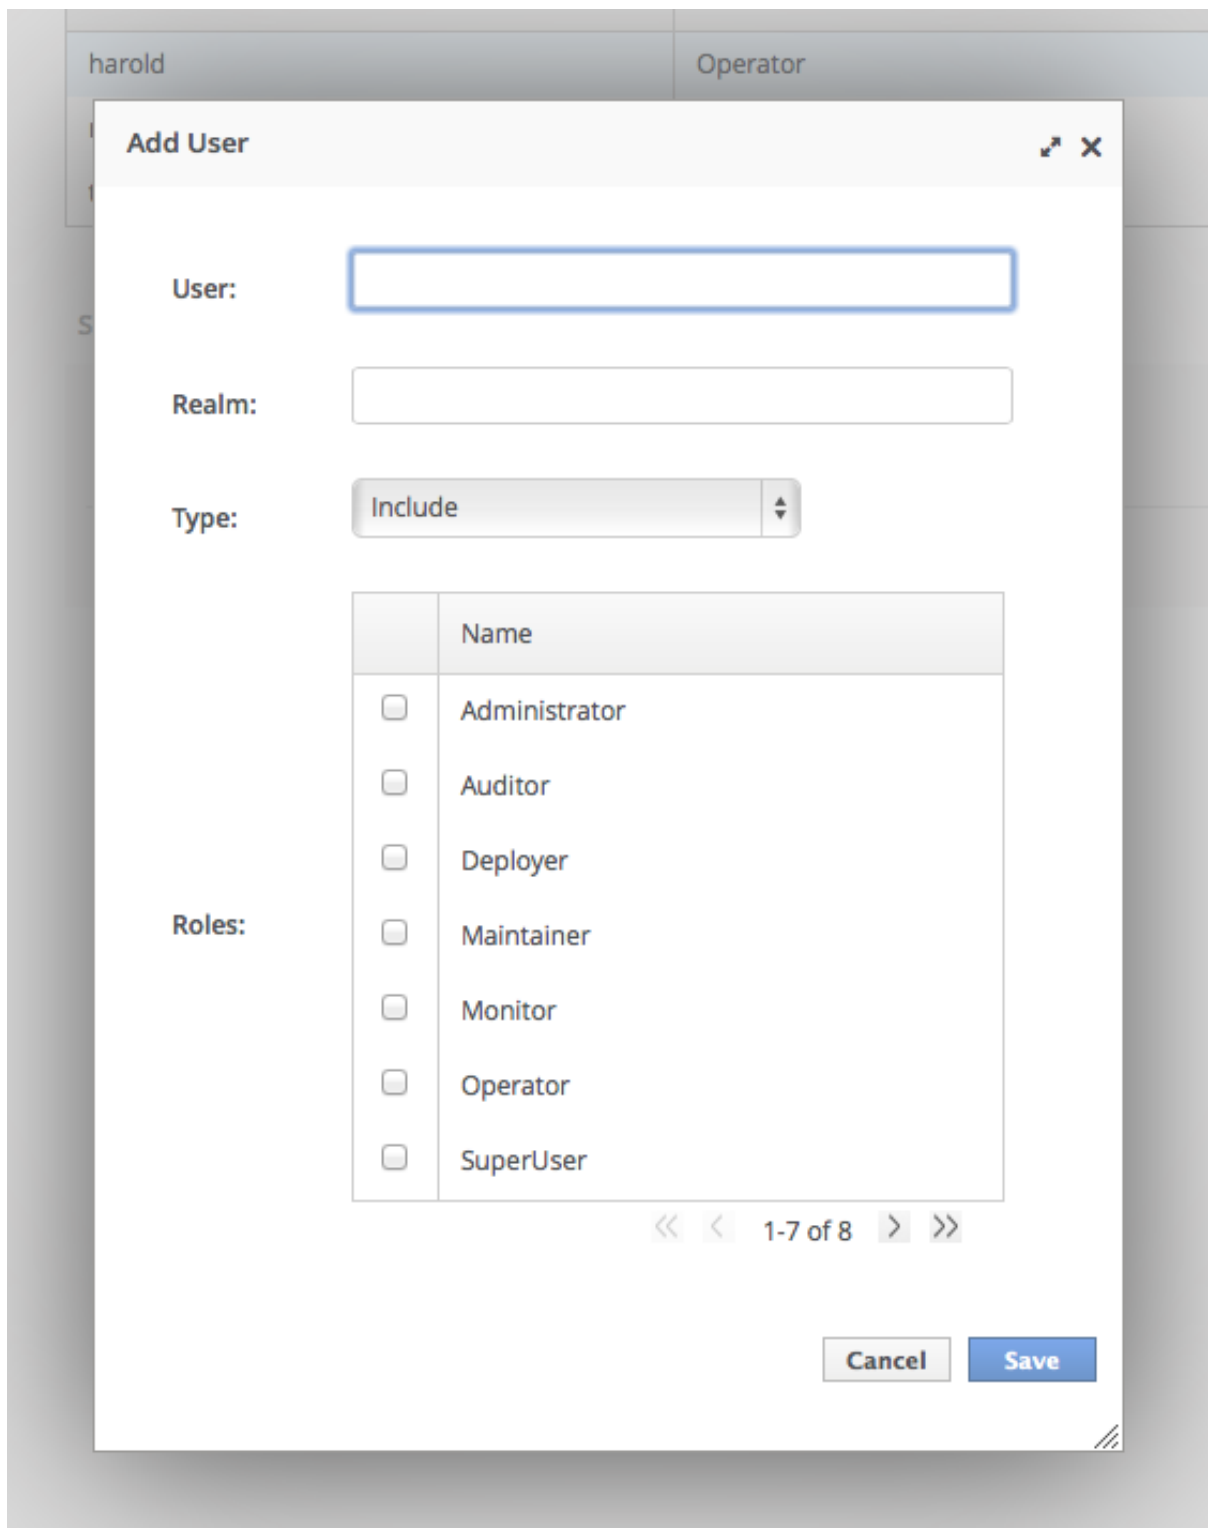 harold Operator
Add User
User:
Realm:
Type: Include
Name
Administrator
Auditor
Deployer
Roles:
Maintainer
Monitor
Operator
SuperUser
1-7 of 8
Cancel Save